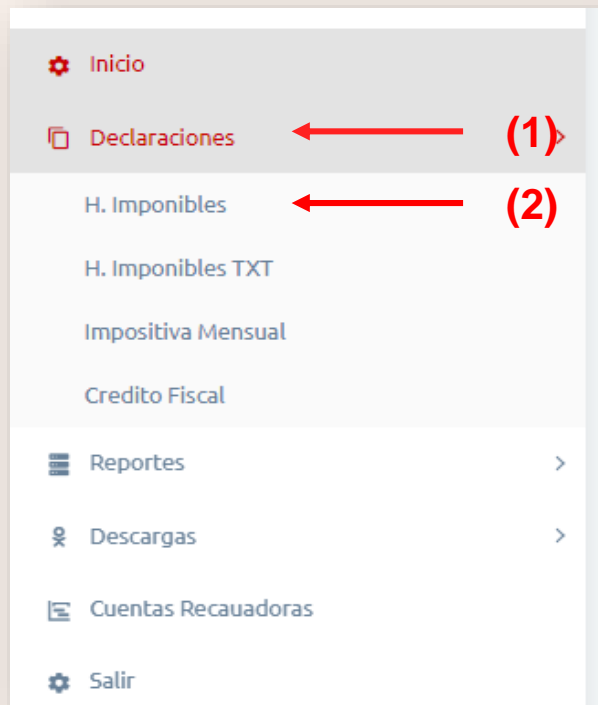 Inicio
Declaraciones (1)
H. Imponibles (2)
H. Imponibles TXT
Impositiva Mensual
Credito Fiscal
Reportes
Descargas
Cuentas Recauadoras
Salir